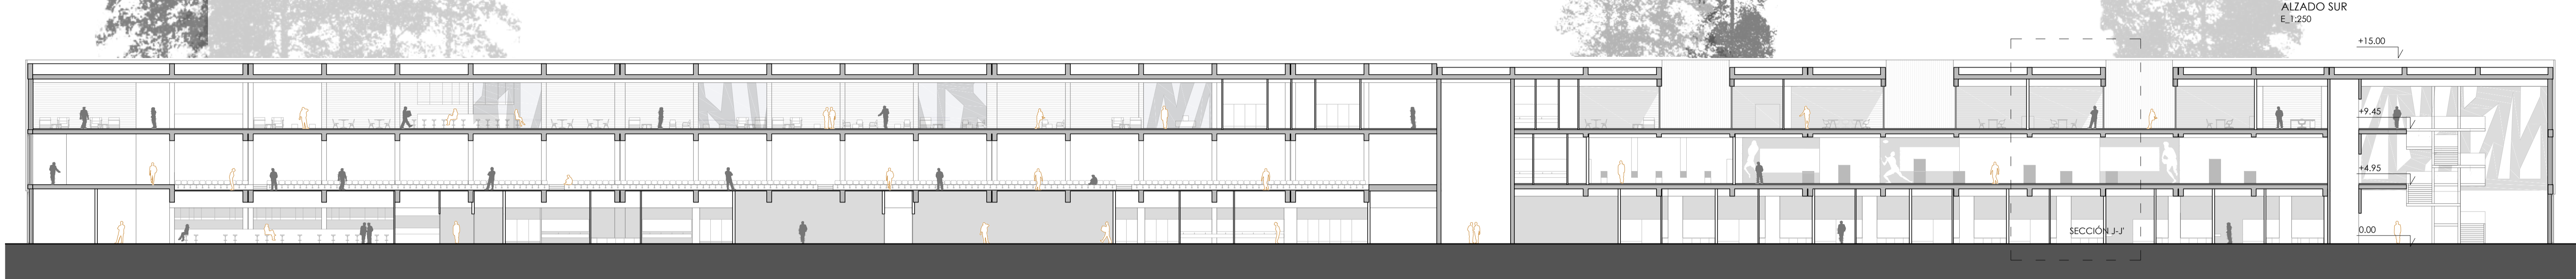 ALZADO SUR
E_1:250
+15.00
+9.45
+4.95
SECCIÓN J-J'
0.00